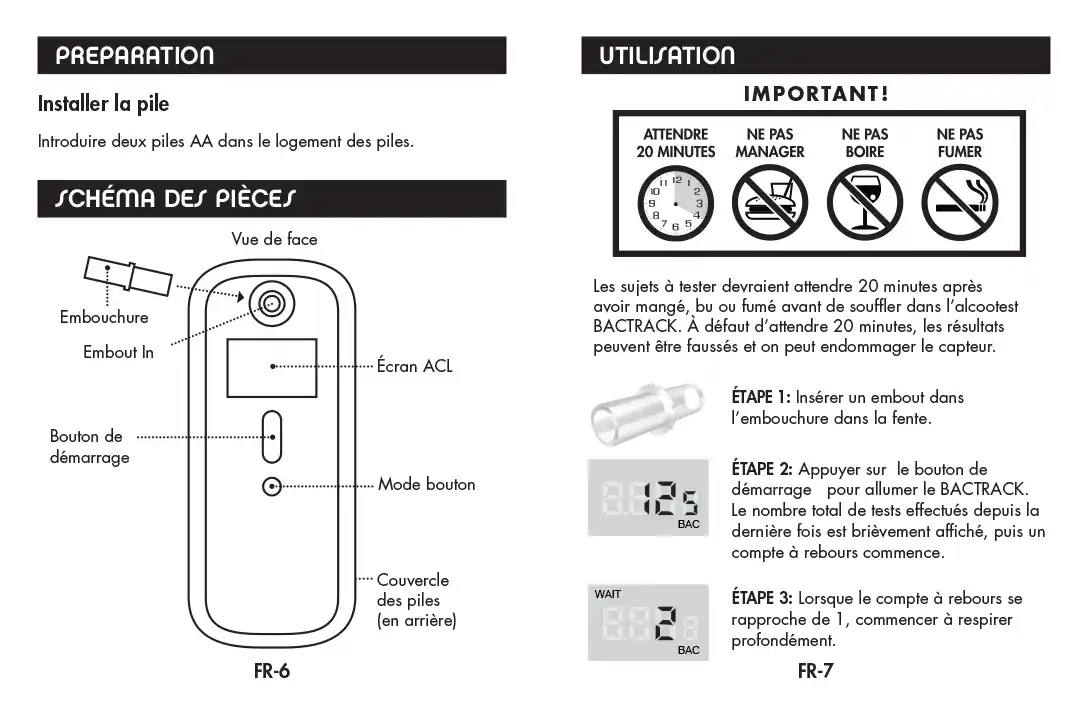 PREPARATION
Installer la pile
Introduire deux piles AA dans le logement des piles.
SCHÉMA DES PIÈCES
Vue de face
Embouchure
Embout In
Écran ACL
Bouton de
démarrage
Mode bouton
Couvercle
des piles
(en arrière)
FR-6
UTILISATION
IMPORTANT!
ATTENDRE
20 MINUTES
NE PAS
MANAGER
NE PAS
BOIRE
NE PAS
FUMER
12 1 2 3 4 5 6 7 8 9 10 11
Les sujets à tester devraient attendre 20 minutes après
avoir mangé, bu ou fumé avant de souffler dans l’alcootest
BACTRACK. À défaut d’attendre 20 minutes, les résultats
peuvent être faussés et on peut endommager le capteur.
ÉTAPE 1: Insérer un embout dans
l’embouchure dans la fente.
12s
BAC
ÉTAPE 2: Appuyer sur  le bouton de
démarrage   pour allumer le BACTRACK.
Le nombre total de tests effectués depuis la
dernière fois est brièvement affiché, puis un
compte à rebours commence.
WAIT
2
BAC
ÉTAPE 3: Lorsque le compte à rebours se
rapproche de 1, commencer à respirer
profondément.
FR-7